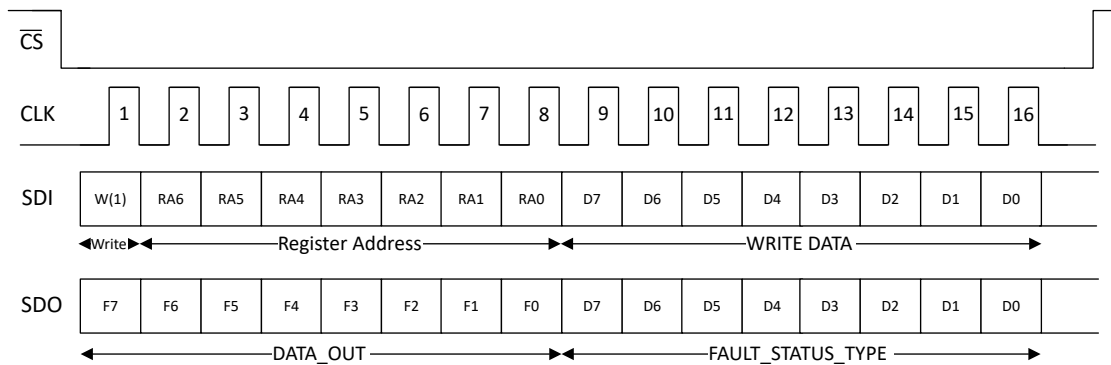 CS
CLK 1 2 3 4 5 6 7 8 9 10 11 12 13 14 15 16
SDI W(1) RA6 RA5 RA4 RA3 RA2 RA1 RA0 D7 D6 D5 D4 D3 D2 D1 D0
Write Register Address WRITE DATA
SDO F7 F6 F5 F4 F3 F2 F1 F0 D7 D6 D5 D4 D3 D2 D1 D0
DATA_OUT FAULT_STATUS_TYPE